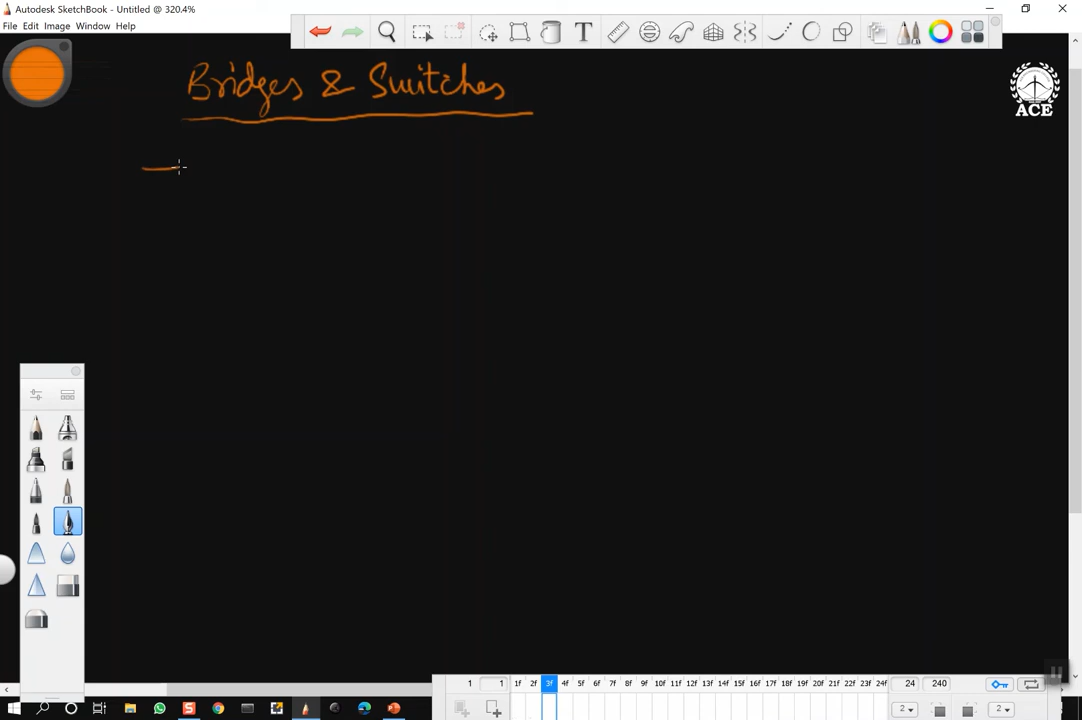 Autodesk SketchBook - Untitled @ 320.4%
File Edit Image Window Help
Bridges & Switches
ACE
1 1 1f 2f 3f 4f 5f 6f 7f 8f 9f 10f 11f 12f 13f 14f 15f 16f 17f 18f 19f 20f 21f 22f 23f 24f 24 240
2 2